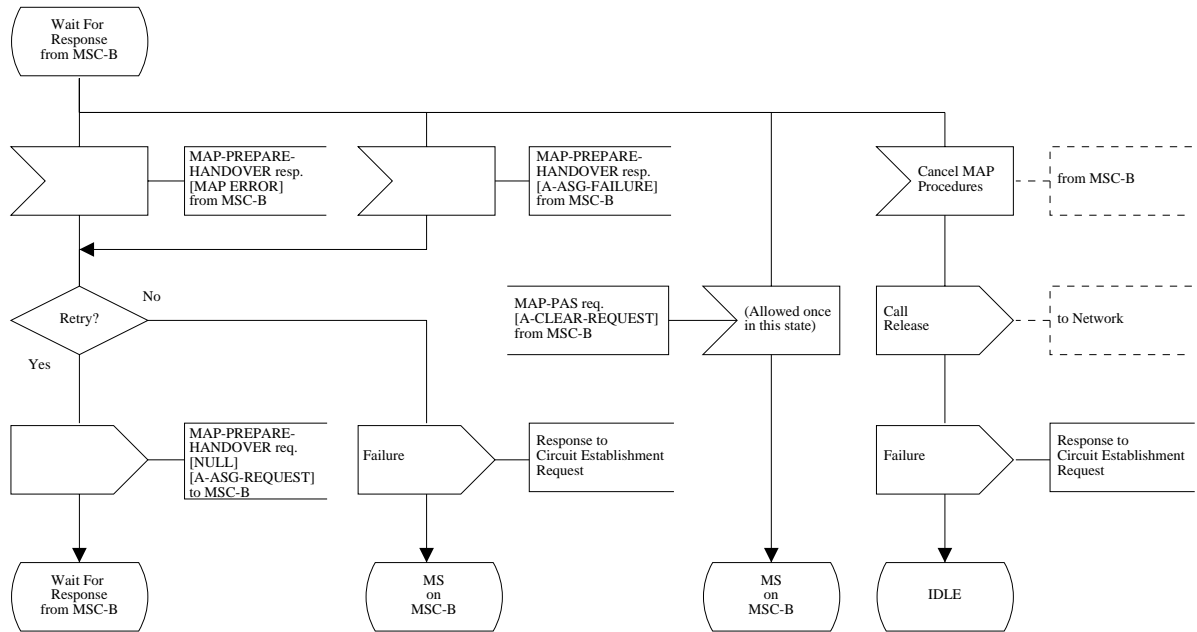 Wait For
Response
from MSC-B
MAP-PREPARE-
HANDOVER resp.
[MAP ERROR]
from MSC-B
MAP-PREPARE-
HANDOVER resp.
[A-ASG-FAILURE]
from MSC-B
Cancel MAP
Procedures
from MSC-B
Retry?
No
Yes
MAP-PAS req.
[A-CLEAR-REQUEST]
from MSC-B
(Allowed once
in this state)
Call
Release
to Network
MAP-PREPARE-
HANDOVER req.
[NULL]
[A-ASG-REQUEST]
to MSC-B
Failure
Response to
Circuit Establishment
Request
Failure
Response to
Circuit Establishment
Request
Wait For
Response
from MSC-B
MS
on
MSC-B
MS
on
MSC-B
IDLE